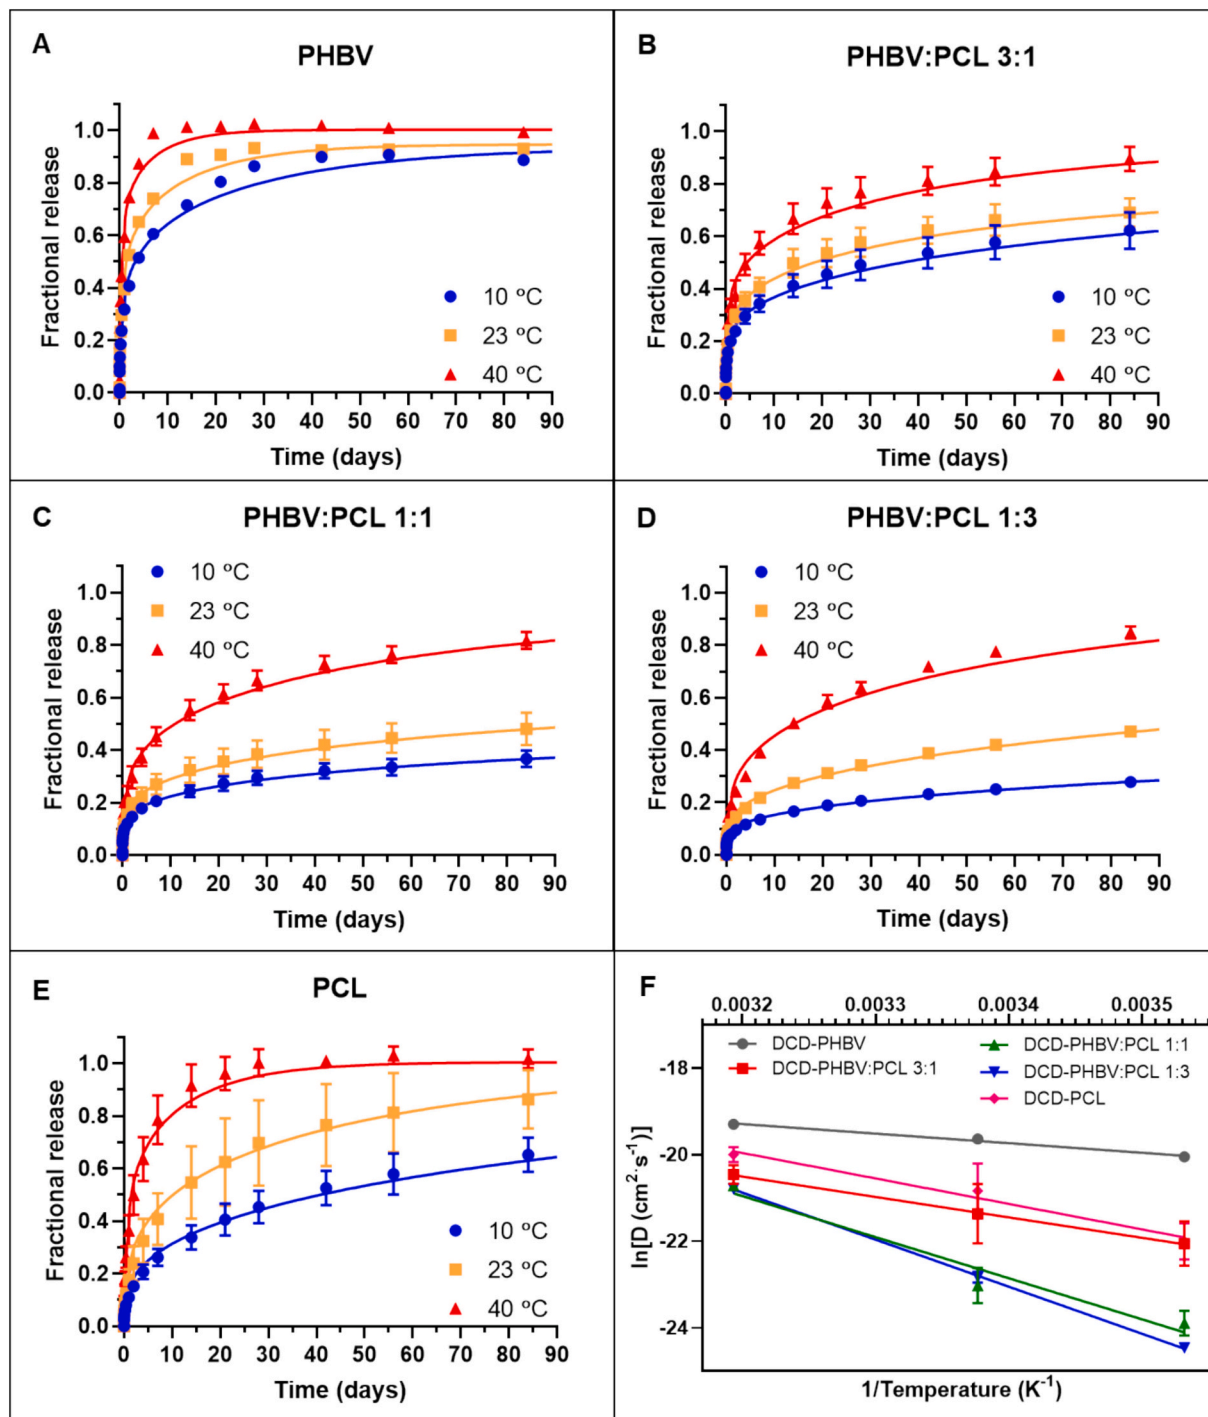 A
PHBV
Fractional release
1.0
0.8
0.6
0.4
0.2
0.0
10 °C
23 °C
40 °C
0 10 20 30 40 50 60 70 80 90
Time (days)
B
PHBV:PCL 3:1
Fractional release
1.0
0.8
0.6
0.4
0.2
0.0
10 °C
23 °C
40 °C
0 10 20 30 40 50 60 70 80 90
Time (days)
C
PHBV:PCL 1:1
10 °C
23 °C
40 °C
Fractional release
1.0
0.8
0.6
0.4
0.2
0.0
0 10 20 30 40 50 60 70 80 90
Time (days)
D
PHBV:PCL 1:3
10 °C
23 °C
40 °C
Fractional release
1.0
0.8
0.6
0.4
0.2
0.0
0 10 20 30 40 50 60 70 80 90
Time (days)
E
PCL
Fractional release
1.0
0.8
0.6
0.4
0.2
0.0
10 °C
23 °C
40 °C
0 10 20 30 40 50 60 70 80 90
Time (days)
F
0.0032 0.0033 0.0034 0.0035
DCD-PHBV
DCD-PHBV:PCL 3:1
DCD-PHBV:PCL 1:1
DCD-PHBV:PCL 1:3
DCD-PCL
ln[D (cm²·s⁻¹)]
-18
-20
-22
-24
1/Temperature (K⁻¹)